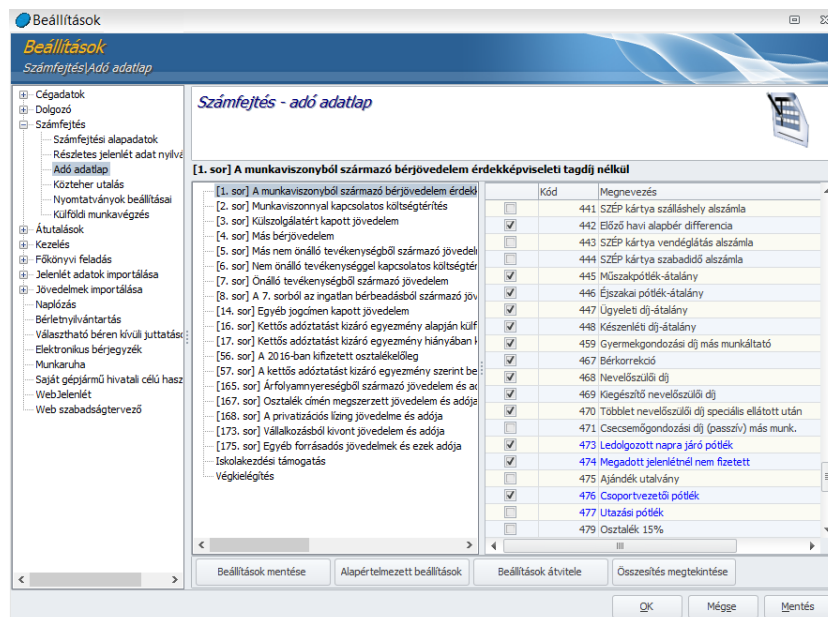 Beállítások
Beállítások
Számfejtés\Adó adatlap
Cégadatok
Dolgozó
Számfejtés
Számfejtési alapadatok
Részletes jelenlét adat nyilvá
Adó adatlap
Közteher utalás
Nyomtatványok beállításai
Külföldi munkavégzés
Átutalások
Kezelés
Főkönyvi feladás
Jelenlét adatok importálása
Jövedelmek importálása
Naplózás
Bérletnyilvántartás
Választható béren kívüli juttatáso
Elektronikus bérjegyzék
Munkaruha
Saját gépjármű hivatali célú hasz
WebJelenlét
Web szabadságtervező
Számfejtés - adó adatlap
[1. sor] A munkaviszonyból származó bérjövedelem érdekképviseleti tagdíj nélkül
[1. sor] A munkaviszonyból származó bérjövedelem érdekk
[2. sor] Munkaviszonnyal kapcsolatos költségtérítés
[3. sor] Külszolgálatért kapott jövedelem
[4. sor] Más bérjövedelem
[5. sor] Más nem önálló tevékenységből származó jövedel
[6. sor] Nem önálló tevékenységgel kapcsolatos költségtér
[7. sor] Önálló tevékenységből származó jövedelem
[8. sor] A 7. sorból az ingatlan bérbeadásból származó jöv
[14. sor] Egyéb jogcímen kapott jövedelem
[16. sor] Kettős adóztatást kizáró egyezmény alapján külf
[17. sor] Kettős adóztatást kizáró egyezmény hiányában k
[56. sor] A 2016-ban kifizetett osztalékelőleg
[57. sor] A kettős adóztatást kizáró egyezmény szerint be
[165. sor] Árfolyamnyereségből származó jövedelem és ad
[167. sor] Osztalék címén megszerzett jövedelem és adója
[168. sor] A privatizációs lízing jövedelme és adója
[173. sor] Vállalkozásból kivont jövedelem és adója
[175. sor] Egyéb forrásadós jövedelmek és ezek adója
Iskolakezdési támogatás
Végkielégítés
Kód Megnevezés
441 SZÉP kártya szálláshely alszámla
442 Előző havi alapbér differencia
443 SZÉP kártya vendéglátás alszámla
444 SZÉP kártya szabadidő alszámla
445 Műszakpótlék-átalány
446 Éjszakai pótlék-átalány
447 Ügyeleti díj-átalány
448 Készenléti díj-átalány
459 Gyermekgondozási díj más munkáltató
467 Bérkorrekció
468 Nevelőszülői díj
469 Kiegészítő nevelőszülői díj
470 Többlet nevelőszülői díj speciális ellátott után
471 Csecsemőgondozási díj (passzív) más munk.
473 Ledolgozott napra járó pótlék
474 Megadott jelenlétnél nem fizetett
475 Ajándék utalvány
476 Csoportvezetői pótlék
477 Utazási pótlék
479 Osztalék 15%
Beállítások mentése Alapértelmezett beállítások Beállítások átvitele Összesítés megtekintése
OK Mégse Mentés